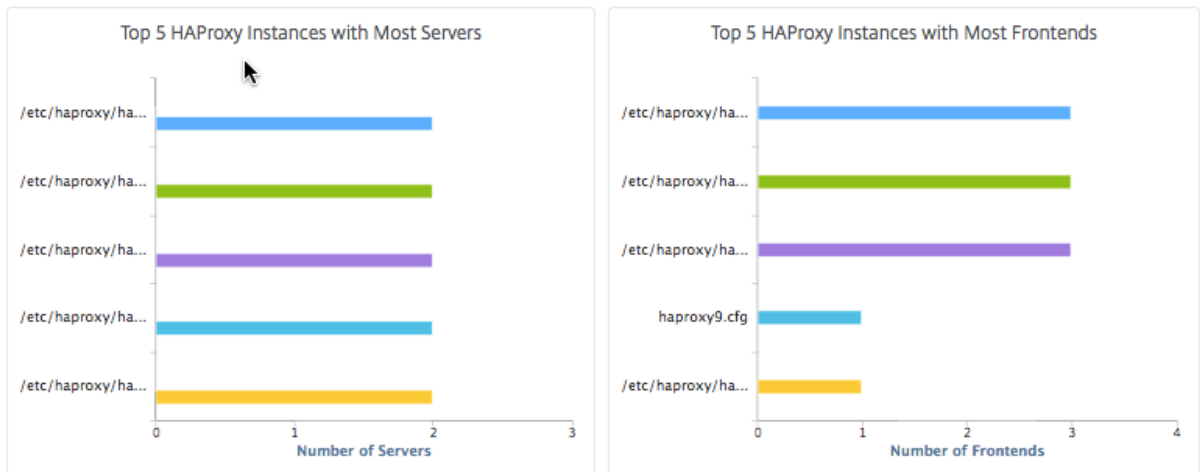 Top 5 HAProxy Instances with Most Servers
/etc/haproxy/ha...
/etc/haproxy/ha...
/etc/haproxy/ha...
/etc/haproxy/ha...
/etc/haproxy/ha...
0 1 2 3
Number of Servers
Top 5 HAProxy Instances with Most Frontends
/etc/haproxy/ha...
/etc/haproxy/ha...
/etc/haproxy/ha...
haproxy9.cfg
/etc/haproxy/ha...
0 1 2 3 4
Number of Frontends